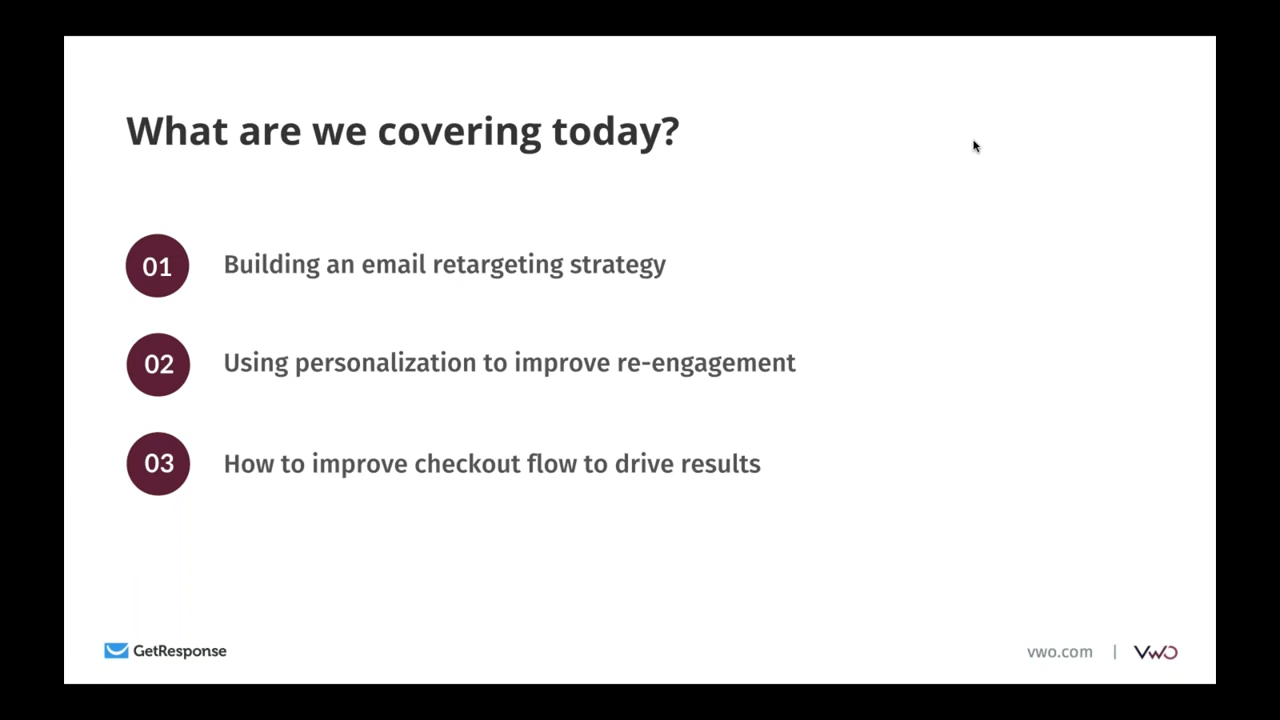 What are we covering today?
01 Building an email retargeting strategy
02 Using personalization to improve re-engagement
03 How to improve checkout flow to drive results
GetResponse
vwo.com | VWO